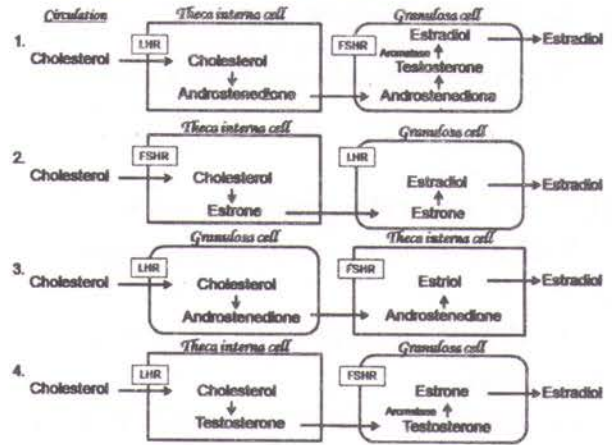 Circulation Theca interna cell Granulosa cell
1. LHR FSHR Estradiol → Estradiol
Cholesterol → Cholesterol Aromatase ↑ Testosterone
↓ ↑
Androstenedione → Androstenedione
Theca interna cell Granulosa cell
2. FSHR LHR
Cholesterol → Cholesterol Estradiol → Estradiol
↓ ↑
Estrone → Estrone
Granulosa cell Theca interna cell
3. LHR FSHR
Cholesterol → Cholesterol Estriol → Estradiol
↓ ↑
Androstenedione → Androstenedione
Theca interna cell Granulosa cell
4. LHR FSHR
Cholesterol → Cholesterol Estrone → Estradiol
↓ Aromatase ↑
Testosterone → Testosterone